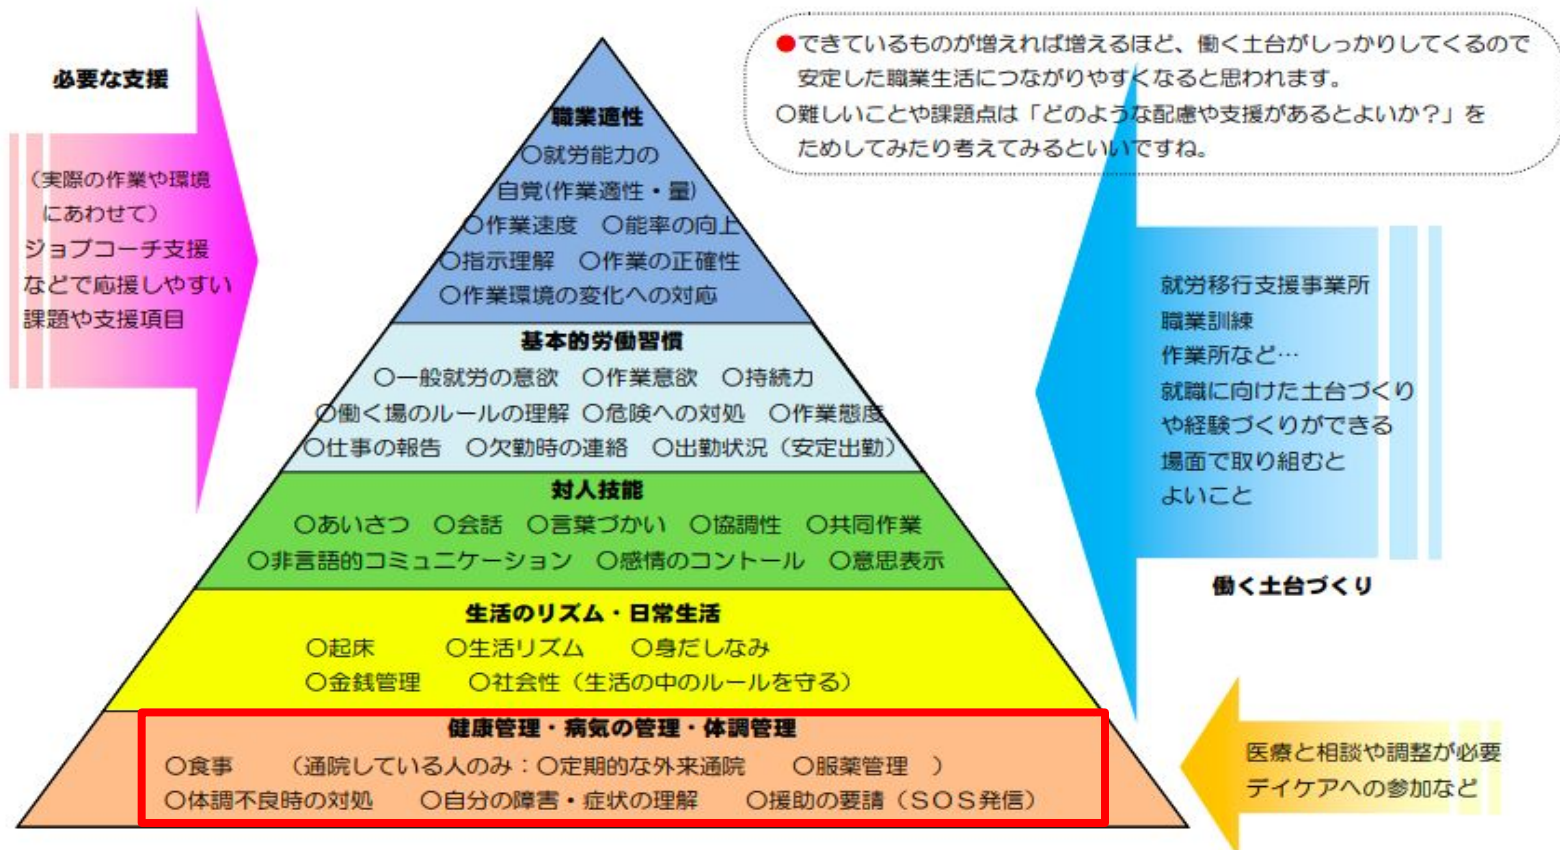 必要な支援
（実際の作業や環境
にあわせて）
ジョブコーチ支援
などで応援しやすい
課題や支援項目
●できているものが増えれば増えるほど、働く土台がしっかりしてくるので
安定した職業生活につながりやすくなると思われます。
○難しいことや課題点は「どのような配慮や支援があるとよいか？」を
ためしてみたり考えてみるといいですね。
職業適性
○就労能力の
自覚(作業適性・量)
○作業速度　○能率の向上
○指示理解　○作業の正確性
○作業環境の変化への対応
基本的労働習慣
○一般就労の意欲　○作業意欲　○持続力
○働く場のルールの理解　○危険への対処　○作業態度
○仕事の報告　○欠勤時の連絡　○出勤状況（安定出勤）
対人技能
○あいさつ　○会話　○言葉づかい　○協調性　○共同作業
○非言語的コミュニケーション　○感情のコントール　○意思表示
生活のリズム・日常生活
○起床　○生活リズム　○身だしなみ
○金銭管理　○社会性（生活の中のルールを守る）
健康管理・病気の管理・体調管理
○食事　（通院している人のみ：○定期的な外来通院　○服薬管理　）
○体調不良時の対処　○自分の障害・症状の理解　○援助の要請（ＳＯＳ発信）
就労移行支援事業所
職業訓練
作業所など…
就職に向けた土台づくり
や経験づくりができる
場面で取り組むと
よいこと
働く土台づくり
医療と相談や調整が必要
デイケアへの参加など